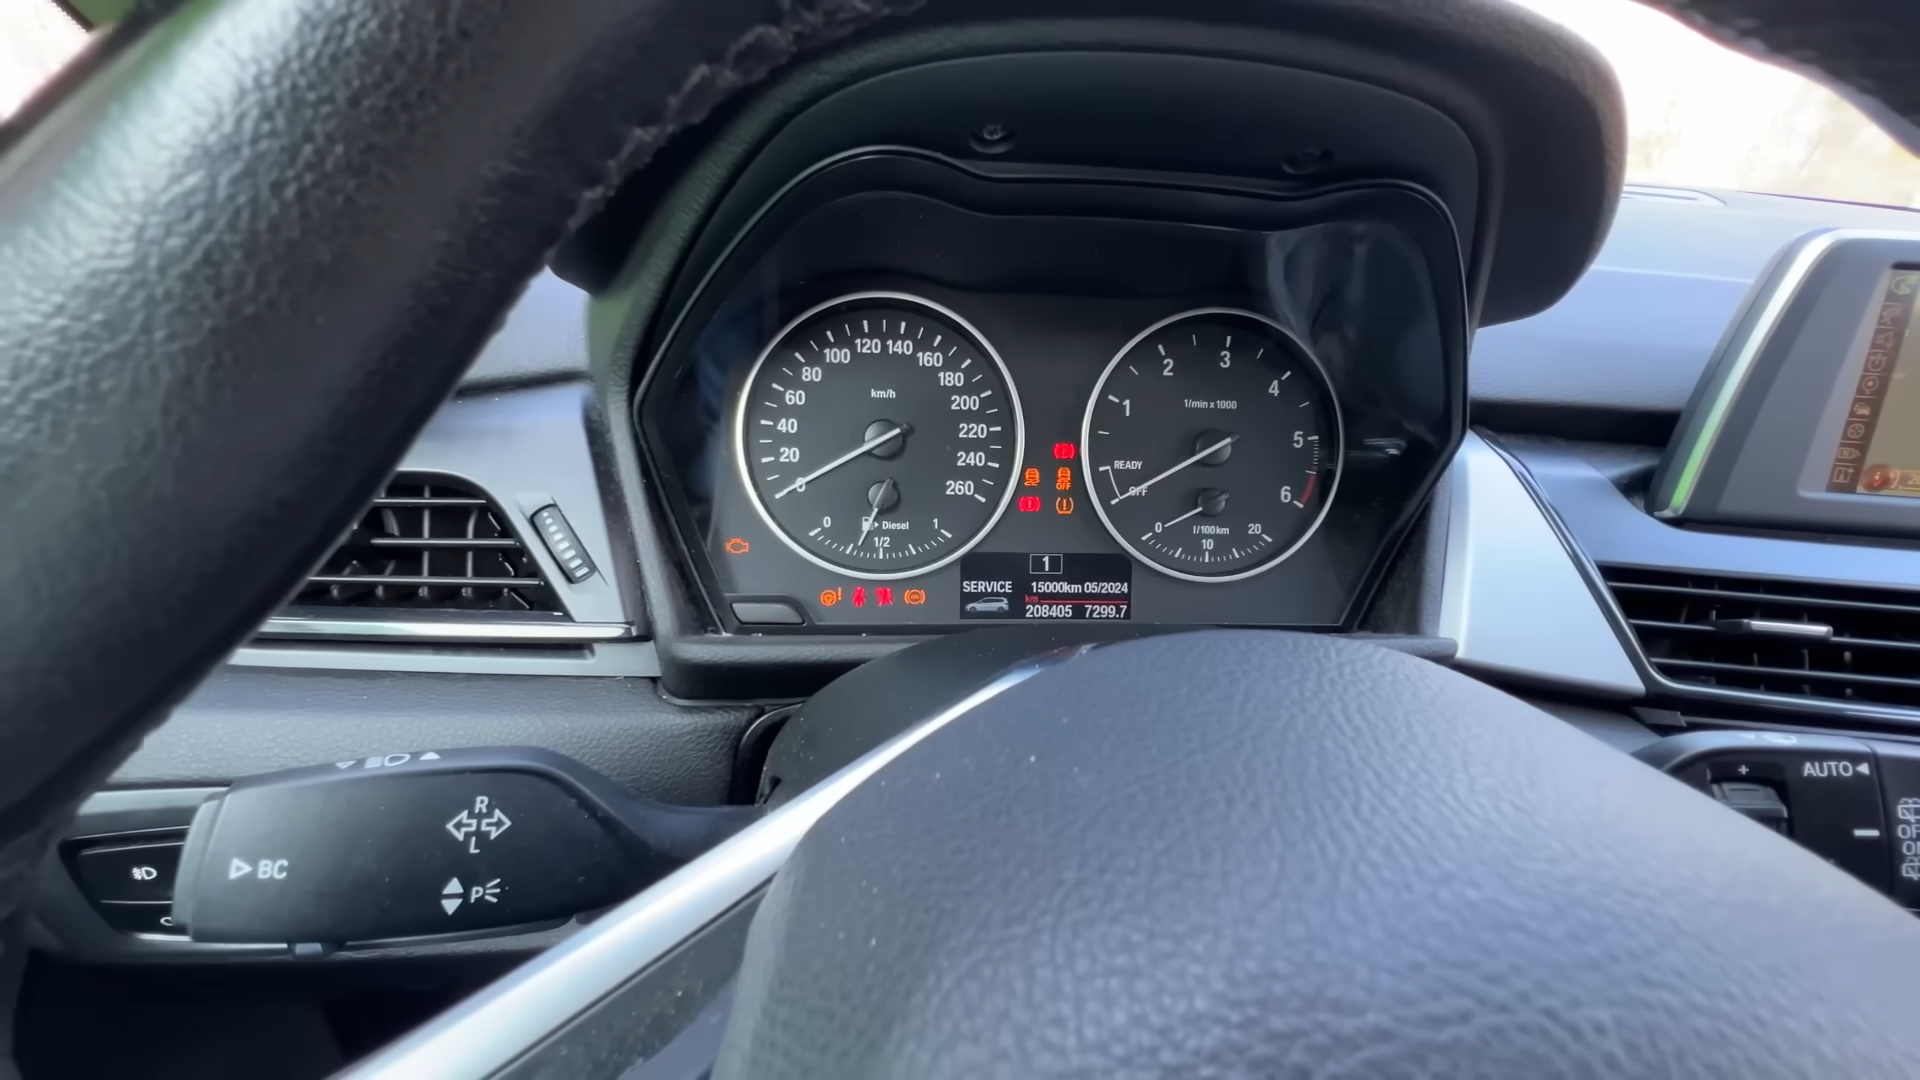 0 20 40 60 80 100 120 140 160 180 200 220 240 260
km/h
0 1/2 1
Diesel
1 2 3 4 5 6
1/min x 1000
READY
OFF
0 10 20
l/100km
OFF
1
SERVICE 15000km 05/2024
km
208405 7299.7
R
L
BC
P
+ AUTO
−